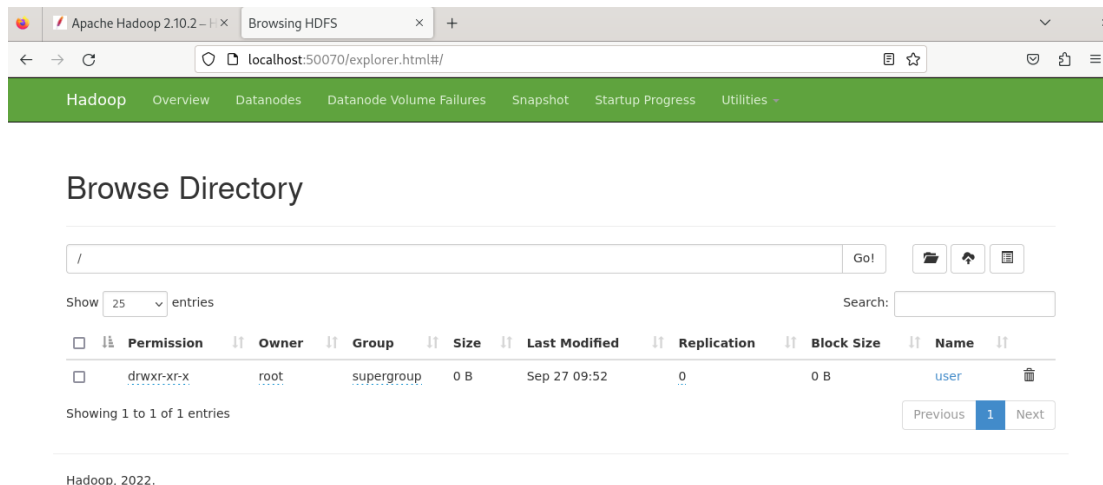 Apache Hadoop 2.10.2 – H
Browsing HDFS
localhost:50070/explorer.html#/
Hadoop Overview Datanodes Datanode Volume Failures Snapshot Startup Progress Utilities
Browse Directory
/ Go!
Show 25 entries Search:
Permission Owner Group Size Last Modified Replication Block Size Name
drwxr-xr-x root supergroup 0 B Sep 27 09:52 0 0 B user
Showing 1 to 1 of 1 entries Previous 1 Next
Hadoop, 2022.